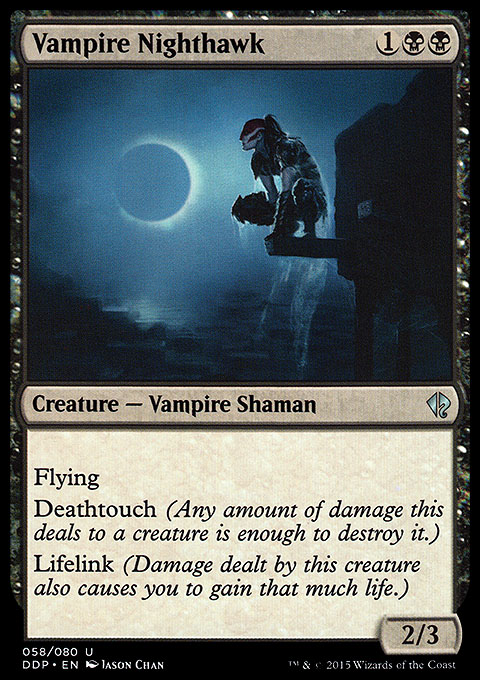 Vampire Nighthawk 1
Creature — Vampire Shaman
Flying
Deathtouch (Any amount of damage this
deals to a creature is enough to destroy it.)
Lifelink (Damage dealt by this creature
also causes you to gain that much life.)
2/3
058/080 U
DDP • EN Jason Chan
™ & © 2015 Wizards of the Coast